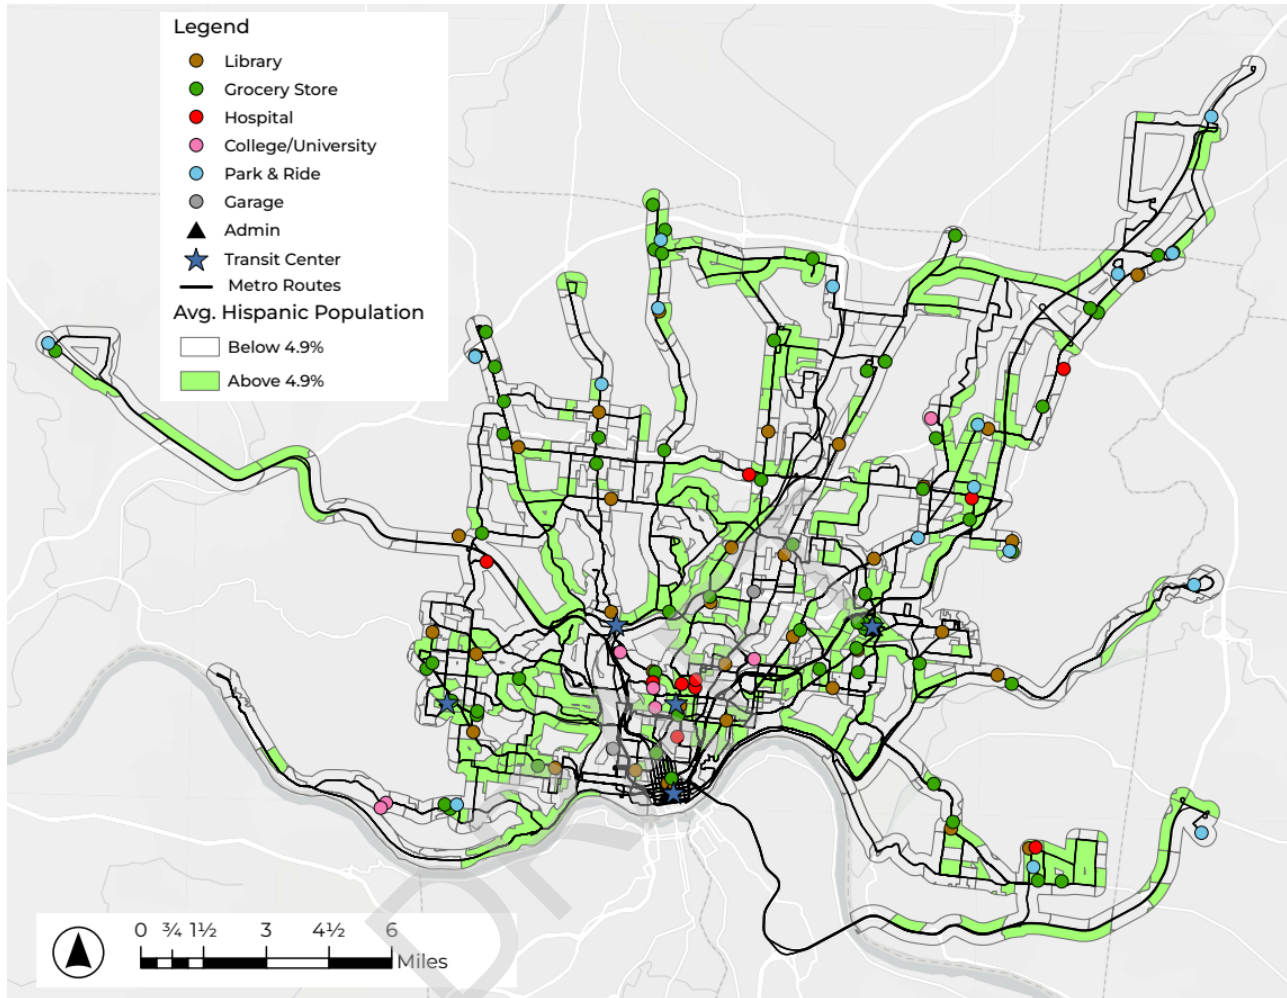 Legend
Library
Grocery Store
Hospital
College/University
Park & Ride
Garage
Admin
Transit Center
Metro Routes
Avg. Hispanic Population
Below 4.9%
Above 4.9%
0 ¾ 1½ 3 4½ 6
Miles